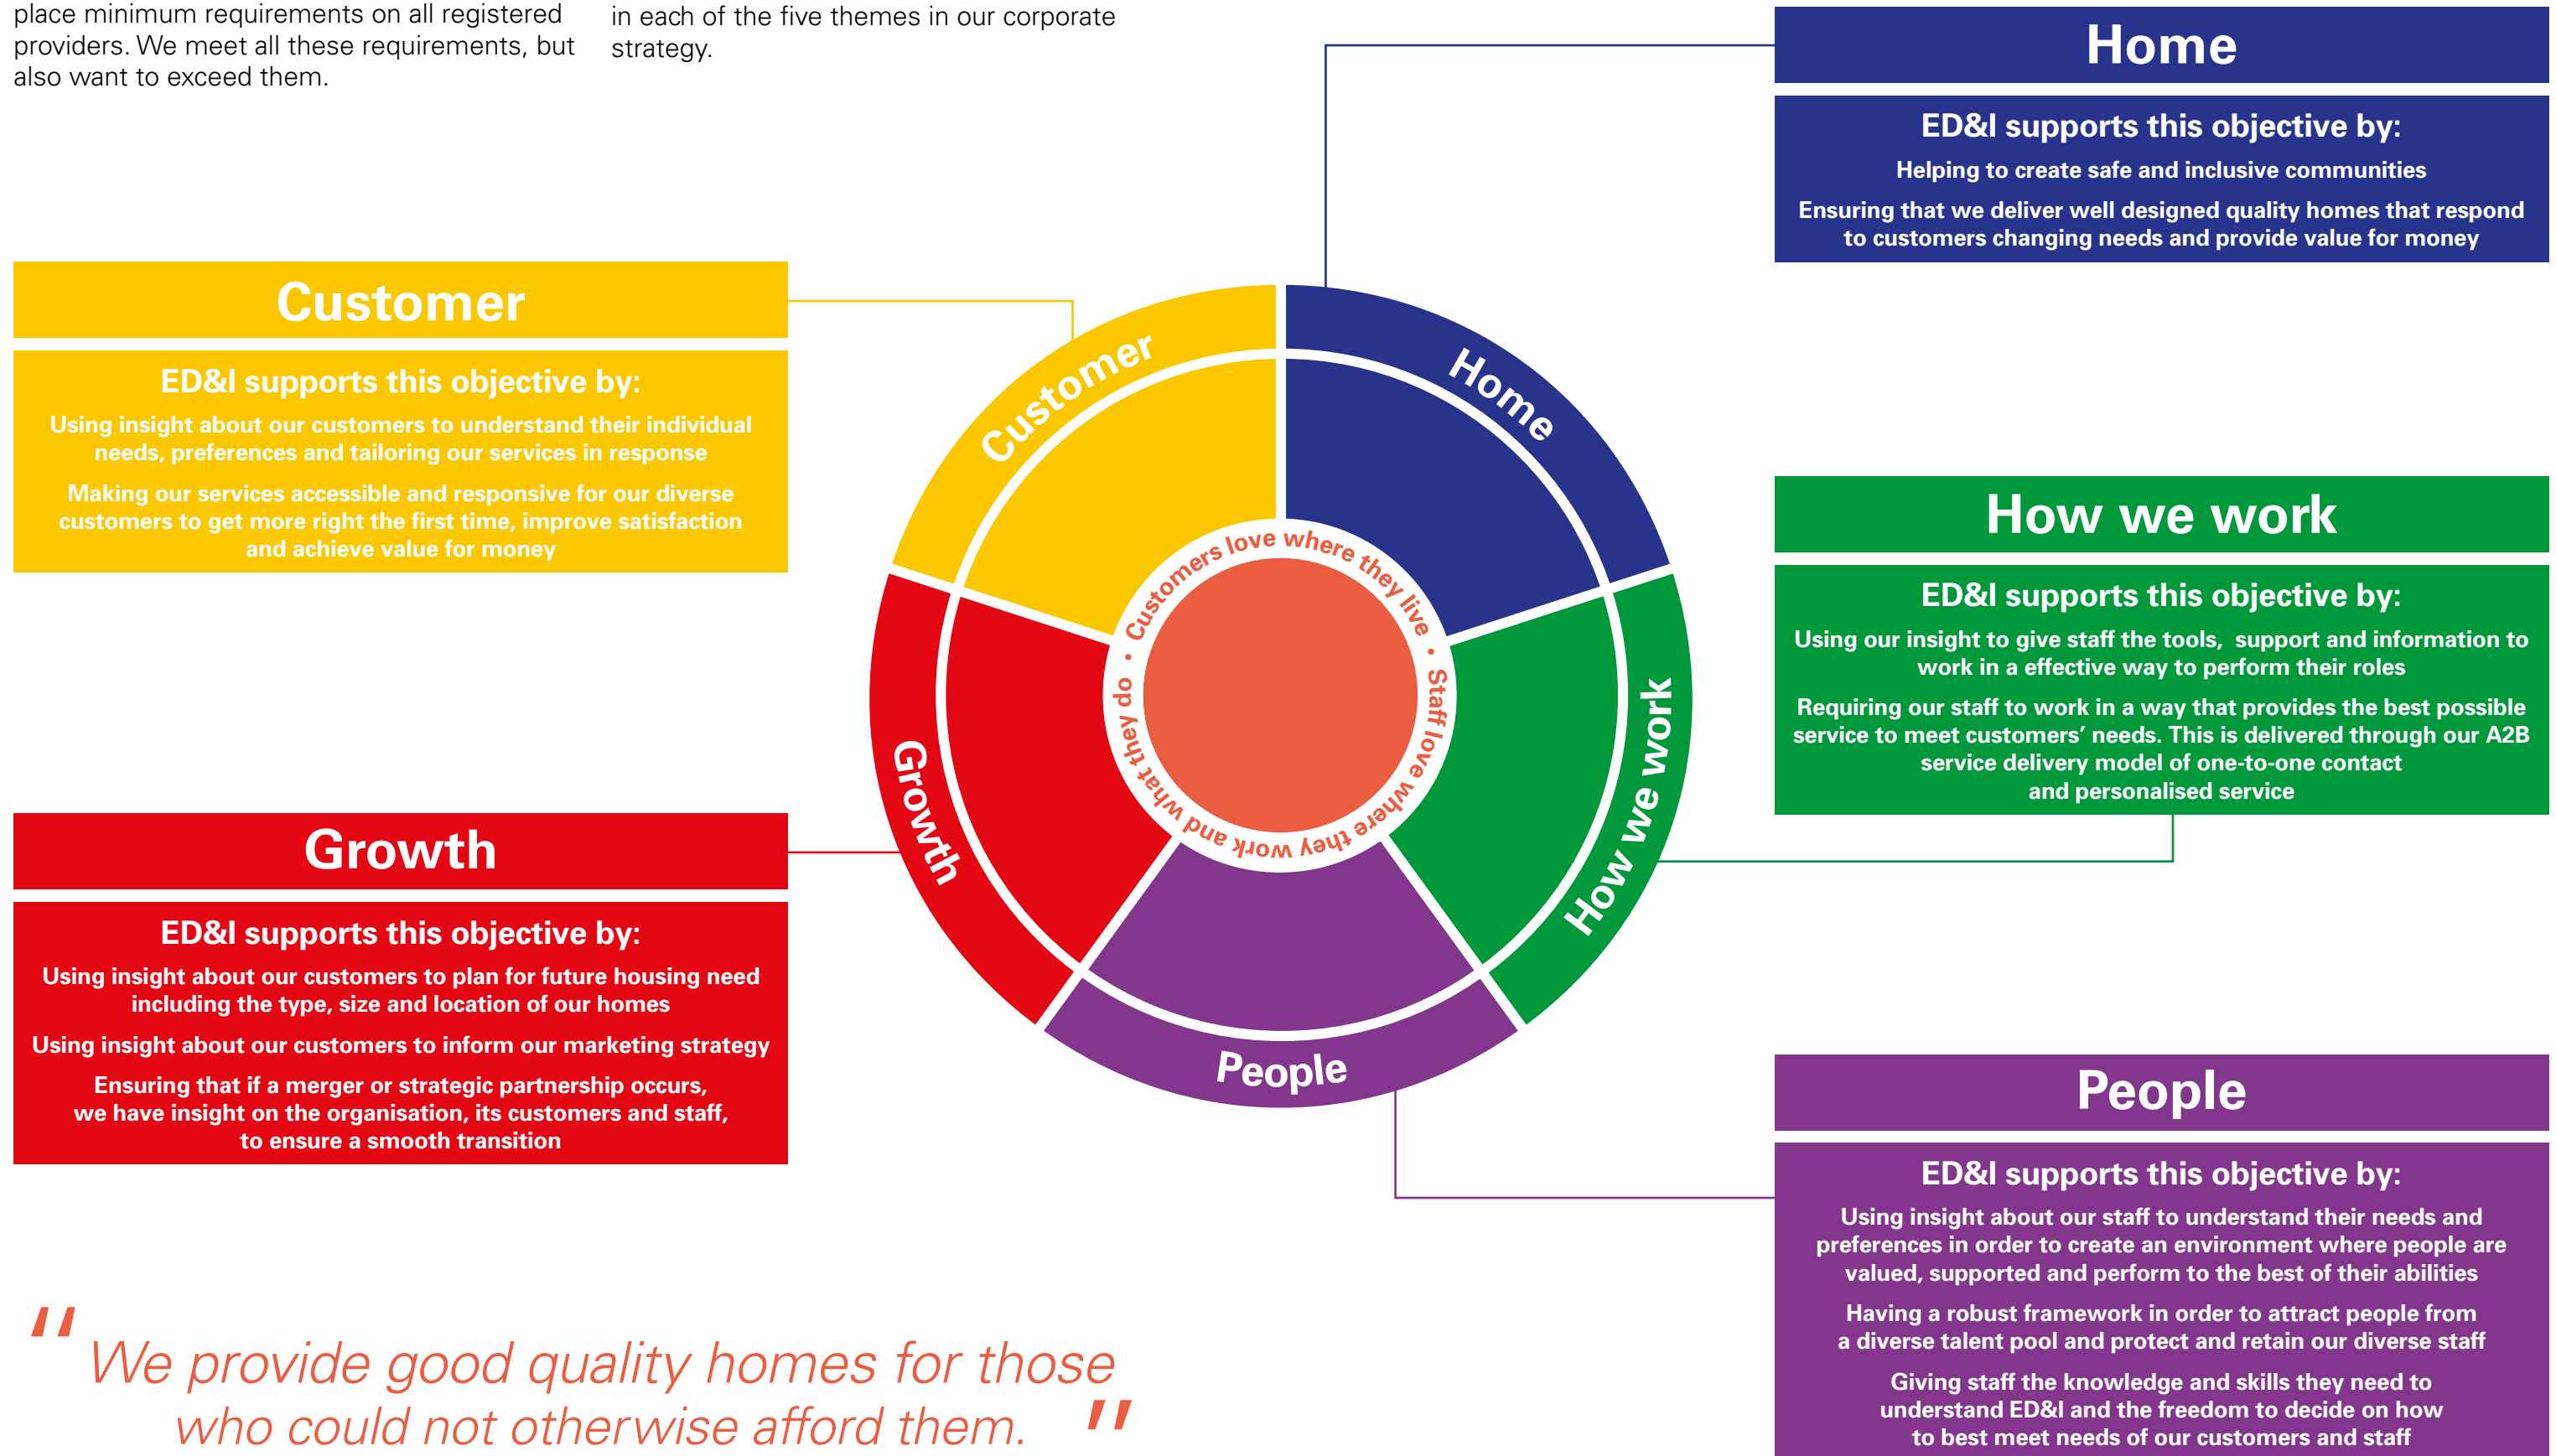 place minimum requirements on all registered
providers. We meet all these requirements, but
also want to exceed them.
in each of the five themes in our corporate
strategy.
Home
ED&I supports this objective by:
Helping to create safe and inclusive communities
Ensuring that we deliver well designed quality homes that respond
to customers changing needs and provide value for money
Customer
ED&I supports this objective by:
Using insight about our customers to understand their individual
needs, preferences and tailoring our services in response
Making our services accessible and responsive for our diverse
customers to get more right the first time, improve satisfaction
and achieve value for money
Customer
Home
How we work
People
Growth
• Customers love where they live • Staff love where they work and what they do
How we work
ED&I supports this objective by:
Using our insight to give staff the tools, support and information to
work in a effective way to perform their roles
Requiring our staff to work in a way that provides the best possible
service to meet customers’ needs. This is delivered through our A2B
service delivery model of one-to-one contact
and personalised service
Growth
ED&I supports this objective by:
Using insight about our customers to plan for future housing need
including the type, size and location of our homes
Using insight about our customers to inform our marketing strategy
Ensuring that if a merger or strategic partnership occurs,
we have insight on the organisation, its customers and staff,
to ensure a smooth transition
People
ED&I supports this objective by:
Using insight about our staff to understand their needs and
preferences in order to create an environment where people are
valued, supported and perform to the best of their abilities
Having a robust framework in order to attract people from
a diverse talent pool and protect and retain our diverse staff
Giving staff the knowledge and skills they need to
understand ED&I and the freedom to decide on how
to best meet needs of our customers and staff
"We provide good quality homes for those
who could not otherwise afford them."